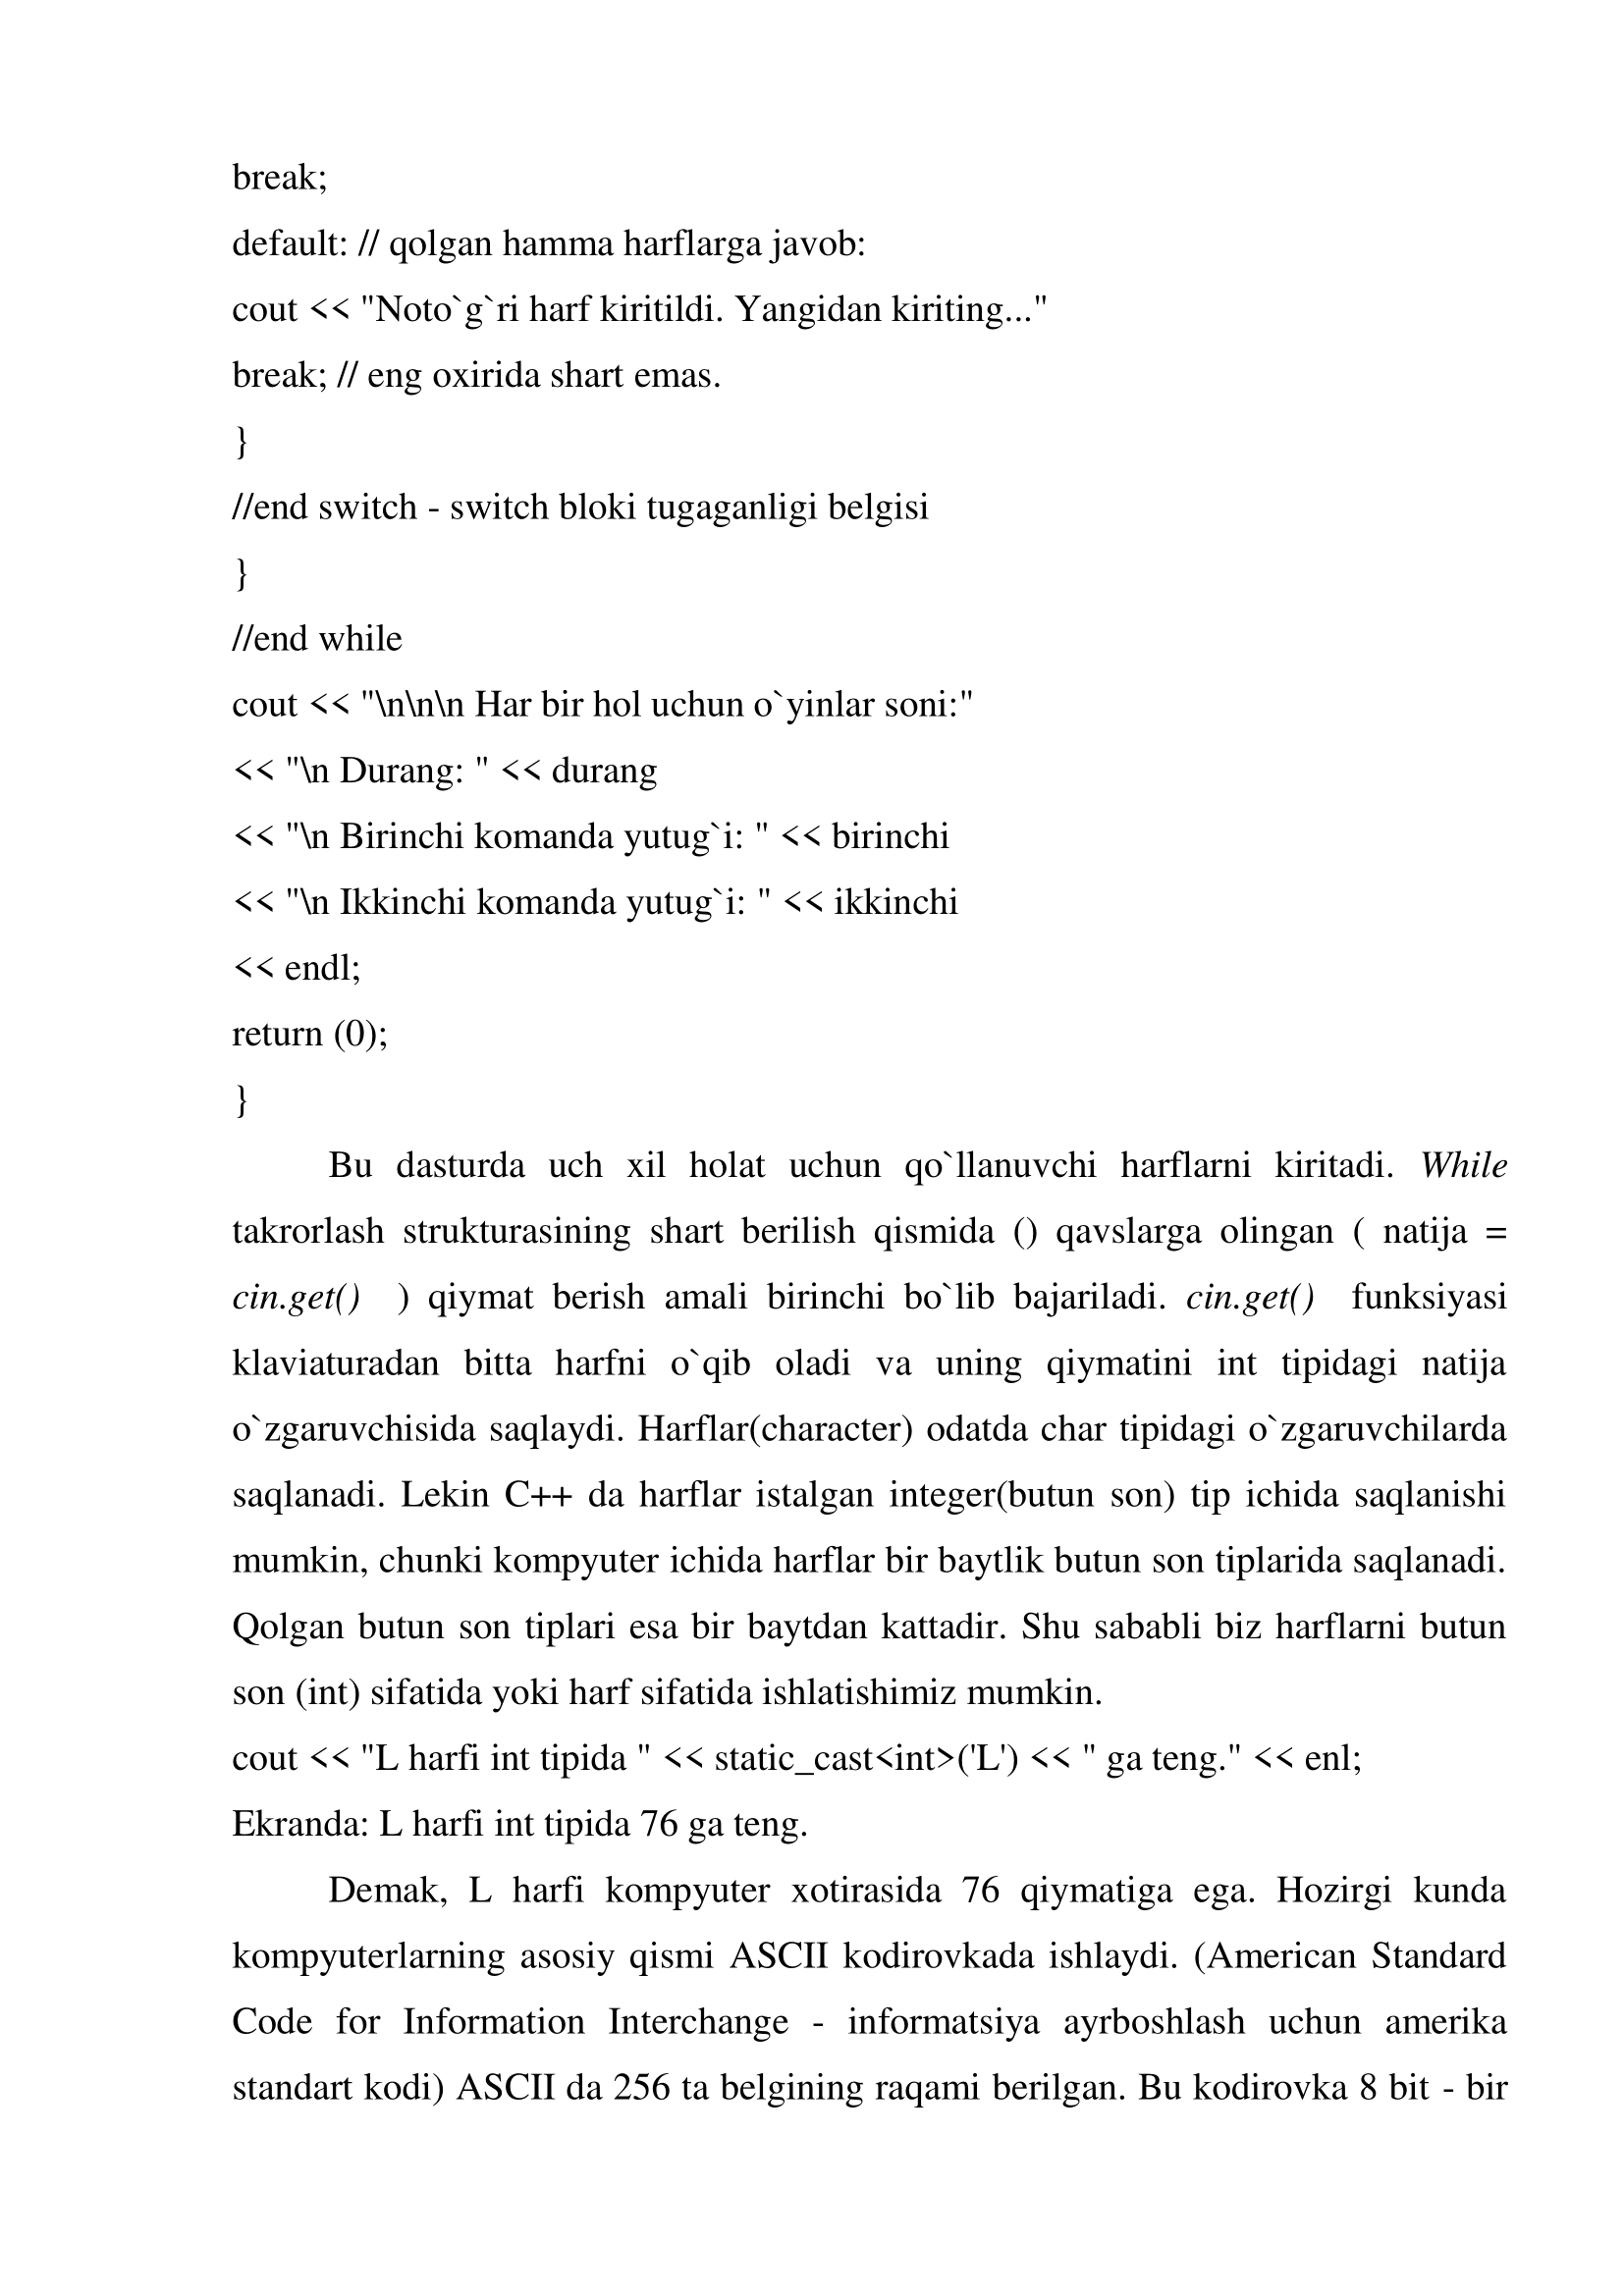 break;
default: // qolgan hamma harflarga javob:
cout << "Noto`g`ri harf kiritildi. Yangidan kiriting..."
break; // eng oxirida shart emas.
}
//end switch - switch bloki tugaganligi belgisi
}
//end while
cout << "\n\n\n Har bir hol uchun o`yinlar soni:"
<< "\n Durang: " << durang
<< "\n Birinchi komanda yutug`i: " << birinchi
<< "\n Ikkinchi komanda yutug`i: " << ikkinchi
<< endl;
return (0);
}
Bu dasturda uch xil holat uchun qo`llanuvchi harflarni kiritadi. While
takrorlash strukturasining shart berilish qismida () qavslarga olingan ( natija =
cin.get() ) qiymat berish amali birinchi bo`lib bajariladi. cin.get() funksiyasi
klaviaturadan bitta harfni o`qib oladi va uning qiymatini int tipidagi natija
o`zgaruvchisida saqlaydi. Harflar(character) odatda char tipidagi o`zgaruvchilarda
saqlanadi. Lekin C++ da harflar istalgan integer(butun son) tip ichida saqlanishi
mumkin, chunki kompyuter ichida harflar bir baytlik butun son tiplarida saqlanadi.
Qolgan butun son tiplari esa bir baytdan kattadir. Shu sababli biz harflarni butun
son (int) sifatida yoki harf sifatida ishlatishimiz mumkin.
cout << "L harfi int tipida " << static_cast<int>('L') << " ga teng." << enl;
Ekranda: L harfi int tipida 76 ga teng.
Demak, L harfi kompyuter xotirasida 76 qiymatiga ega. Hozirgi kunda
kompyuterlarning asosiy qismi ASCII kodirovkada ishlaydi. (American Standard
Code for Information Interchange - informatsiya ayrboshlash uchun amerika
standart kodi) ASCII da 256 ta belgining raqami berilgan. Bu kodirovka 8 bit - bir